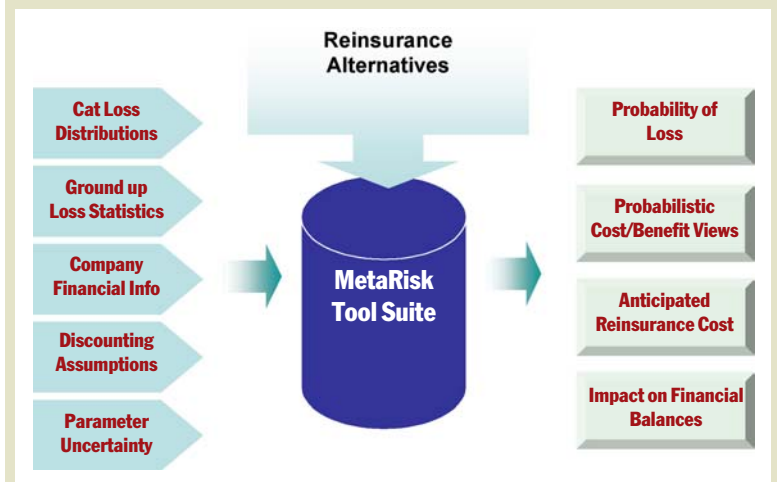 Reinsurance
Alternatives
Cat Loss
Distributions
Ground up
Loss Statistics
Company
Financial Info
Discounting
Assumptions
Parameter
Uncertainty
MetaRisk
Tool Suite
Probability of
Loss
Probabilistic
Cost/Benefit Views
Anticipated
Reinsurance Cost
Impact on Financial
Balances